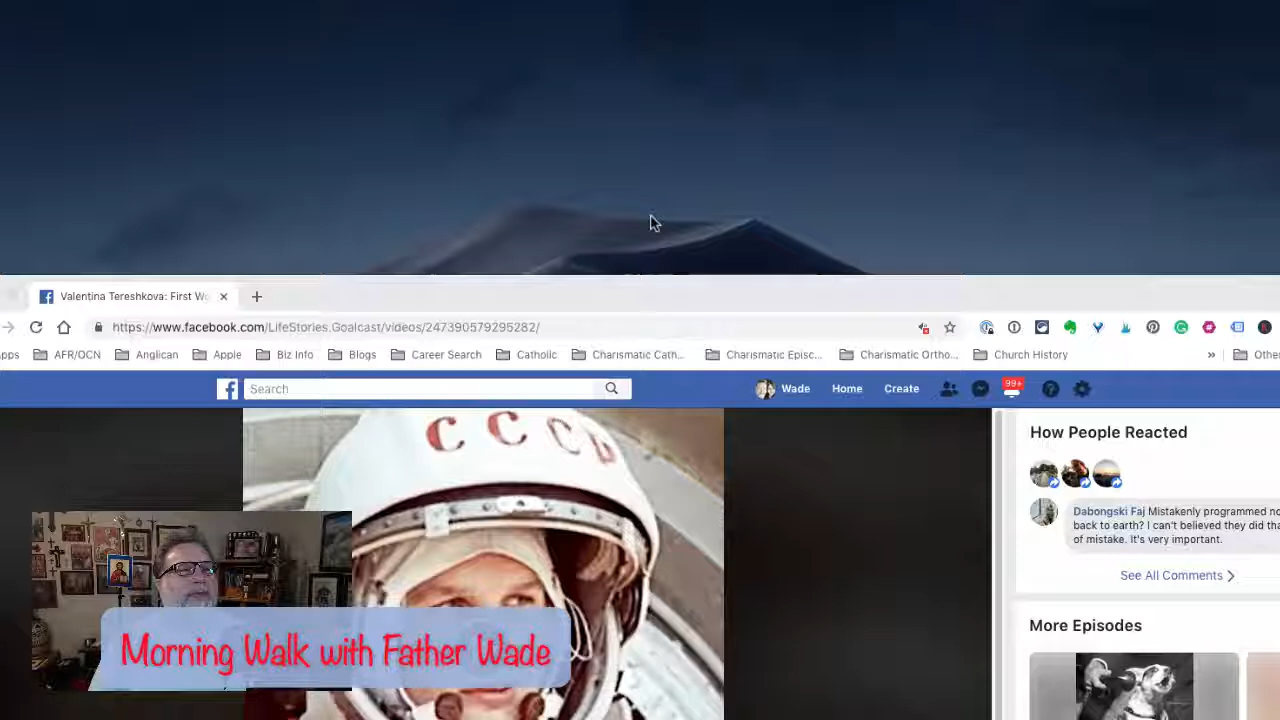 Valentina Tereshkova: First Wo
https://www.facebook.com/LifeStories.Goalcast/videos/247390579295282/
Apps AFR/OCN Anglican Apple Biz Info Blogs Career Search Catholic Charismatic Cath... Charismatic Episc... Charismatic Ortho... Church History » Othe
Search Wade Home Create 99+
How People Reacted
Dabongski Faj Mistakenly programmed no
back to earth? I can't believed they did th
of mistake. It's very important.
See All Comments
More Episodes
СССР
Morning Walk with Father Wade